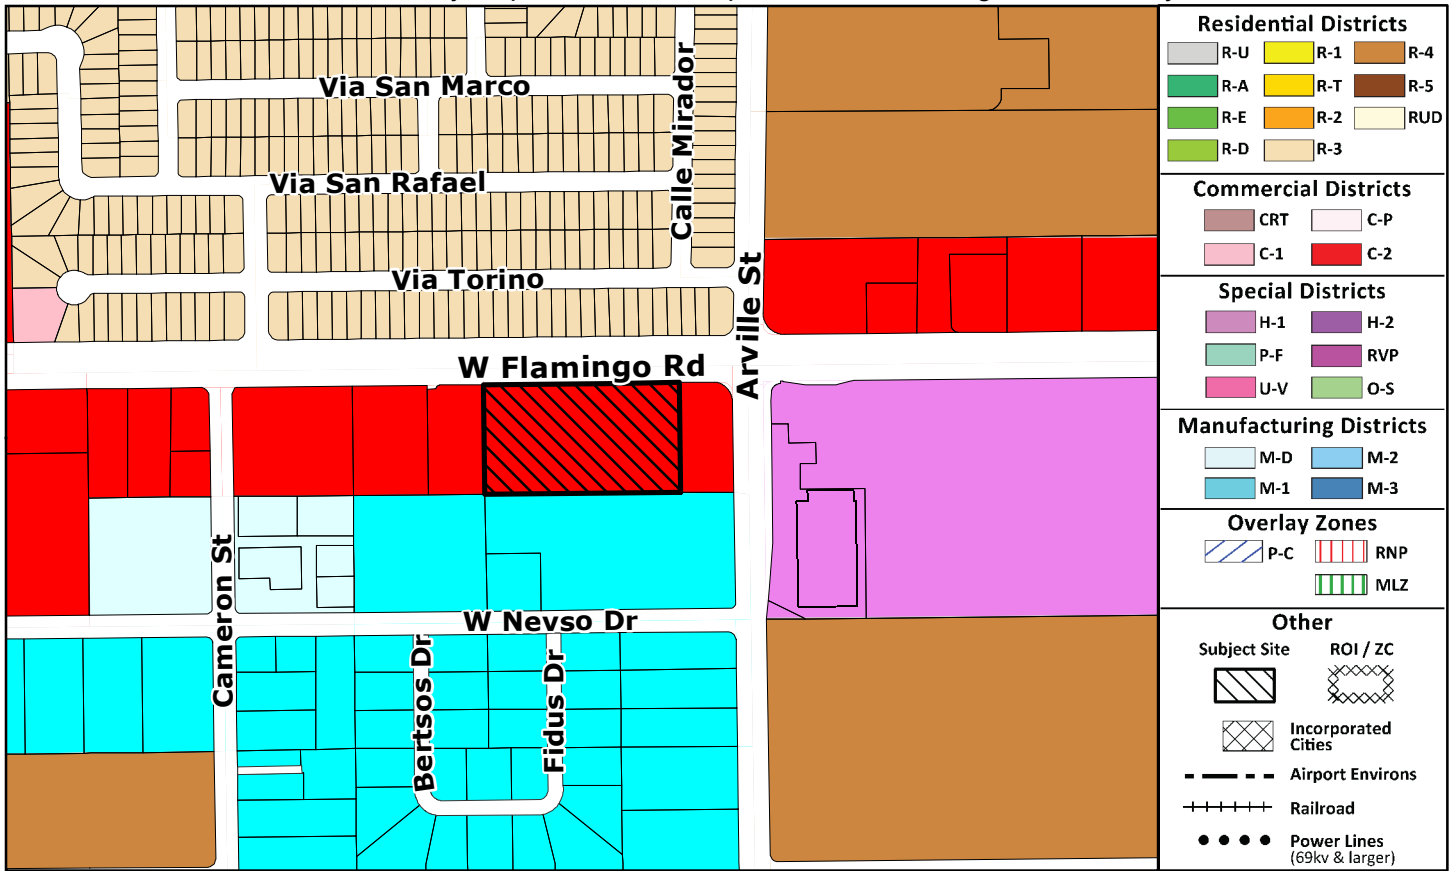 Via San Marco
Calle Mirador
Via San Rafael
Via Torino
Arville St
W Flamingo Rd
Cameron St
W Nevso Dr
Bertsos Dr
Fidus Dr
Residential Districts
R-U R-1 R-4
R-A R-T R-5
R-E R-2 RUD
R-D R-3
Commercial Districts
CRT C-P
C-1 C-2
Special Districts
H-1 H-2
P-F RVP
U-V O-S
Manufacturing Districts
M-D M-2
M-1 M-3
Overlay Zones
P-C RNP
MLZ
Other
Subject Site ROI / ZC
Incorporated
Cities
Airport Environs
Railroad
Power Lines
(69kv & larger)